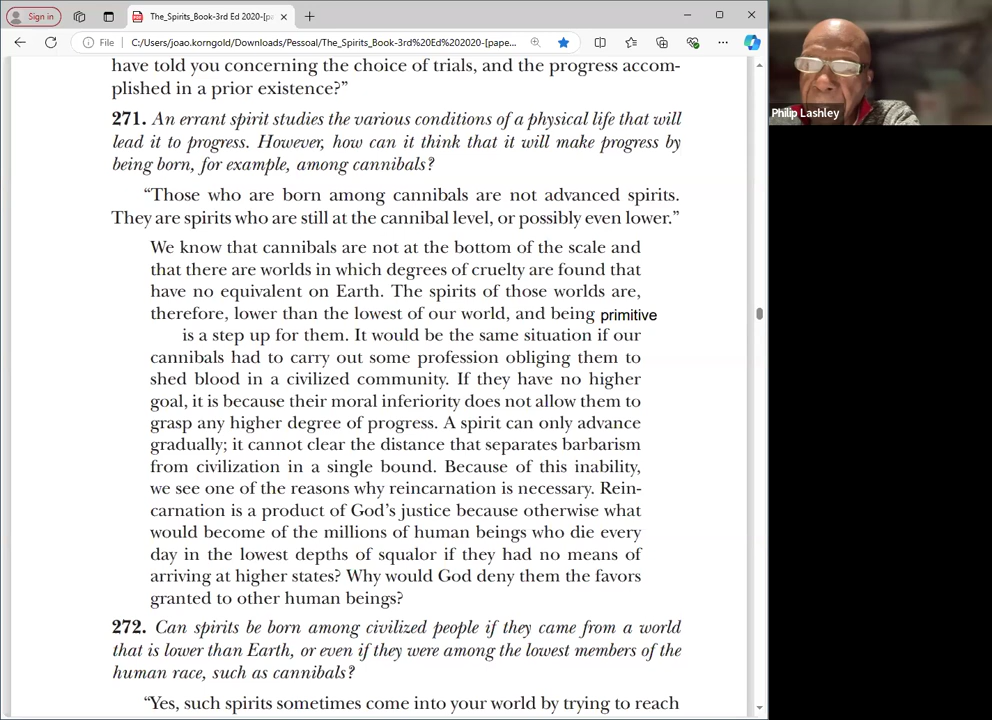 Sign in
The_Spirits_Book-3rd Ed 2020-[pa
File
C:/Users/joao.korngold/Downloads/Pessoal/The_Spirits_Book-3rd%20Ed%202020-[pape...
Philip Lashley
have told you concerning the choice of trials, and the progress accom-
plished in a prior existence?”
271. An errant spirit studies the various conditions of a physical life that will
lead it to progress. However, how can it think that it will make progress by
being born, for example, among cannibals?
“Those who are born among cannibals are not advanced spirits.
They are spirits who are still at the cannibal level, or possibly even lower.”
We know that cannibals are not at the bottom of the scale and
that there are worlds in which degrees of cruelty are found that
have no equivalent on Earth. The spirits of those worlds are,
therefore, lower than the lowest of our world, and being primitive
is a step up for them. It would be the same situation if our
cannibals had to carry out some profession obliging them to
shed blood in a civilized community. If they have no higher
goal, it is because their moral inferiority does not allow them to
grasp any higher degree of progress. A spirit can only advance
gradually; it cannot clear the distance that separates barbarism
from civilization in a single bound. Because of this inability,
we see one of the reasons why reincarnation is necessary. Rein-
carnation is a product of God’s justice because otherwise what
would become of the millions of human beings who die every
day in the lowest depths of squalor if they had no means of
arriving at higher states? Why would God deny them the favors
granted to other human beings?
272. Can spirits be born among civilized people if they came from a world
that is lower than Earth, or even if they were among the lowest members of the
human race, such as cannibals?
“Yes, such spirits sometimes come into your world by trying to reach